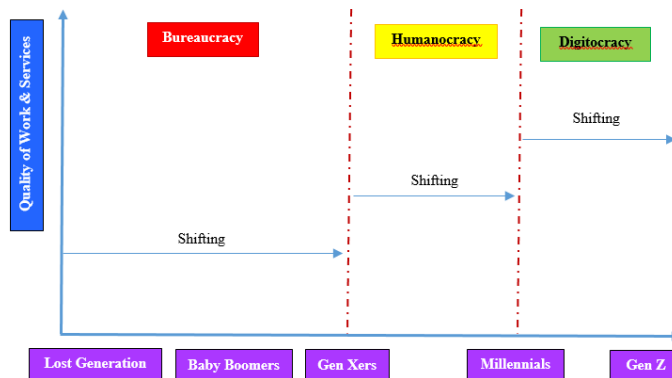 Bureaucracy
Humanocracy
Digitocracy
Quality of Work & Services
Shifting
Shifting
Shifting
Lost Generation
Baby Boomers
Gen Xers
Millennials
Gen Z